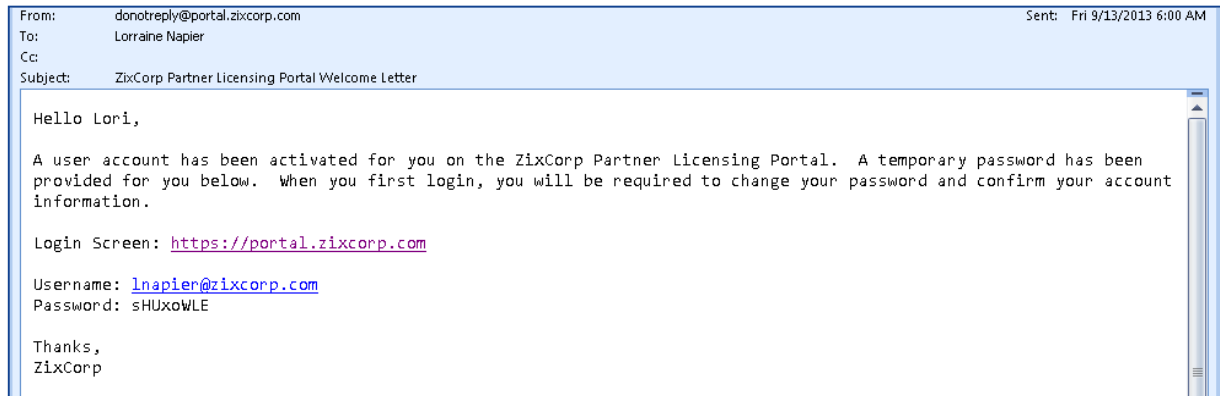 From: donotreply@portal.zixcorp.com Sent: Fri 9/13/2013 6:00 AM
To: Lorraine Napier
Cc:
Subject: ZixCorp Partner Licensing Portal Welcome Letter
Hello Lori,
A user account has been activated for you on the ZixCorp Partner Licensing Portal. A temporary password has been
provided for you below. When you first login, you will be required to change your password and confirm your account
information.
Login Screen: https://portal.zixcorp.com
Username: lnapier@zixcorp.com
Password: sHUxoWLE
Thanks,
ZixCorp